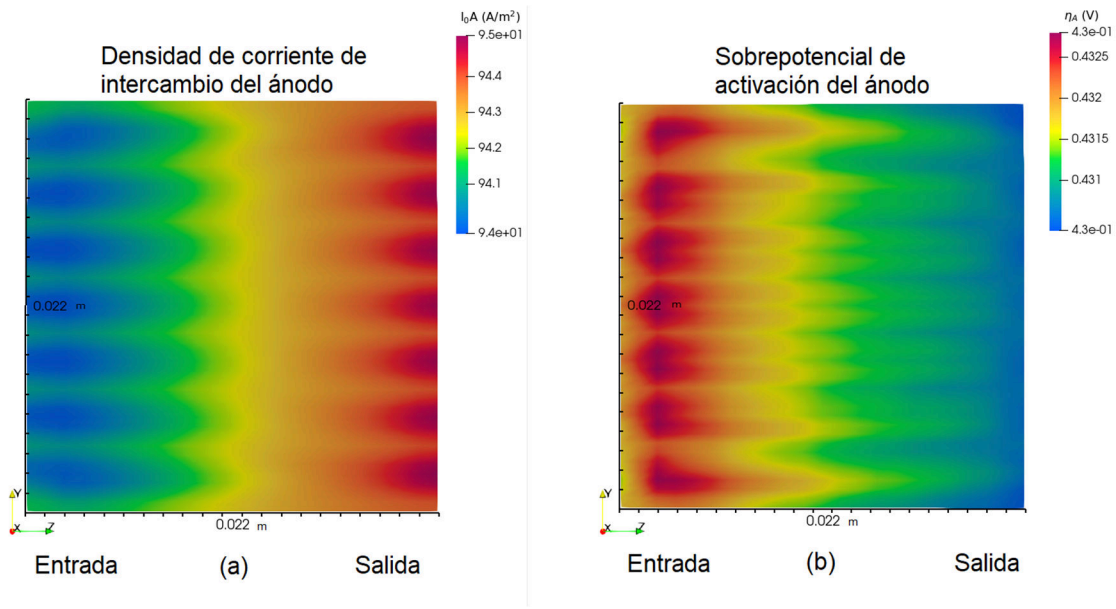 I₀A (A/m²)
9.5e+01
94.4
94.3
94.2
94.1
9.4e+01
Densidad de corriente de
intercambio del ánodo
0.022 m
0.022 m
Y
X Z
Entrada (a) Salida
η_A (V)
4.3e-01
0.4325
0.432
0.4315
0.431
4.3e-01
Sobrepotencial de
activación del ánodo
0.022 m
0.022 m
Y
X Z
Entrada (b) Salida